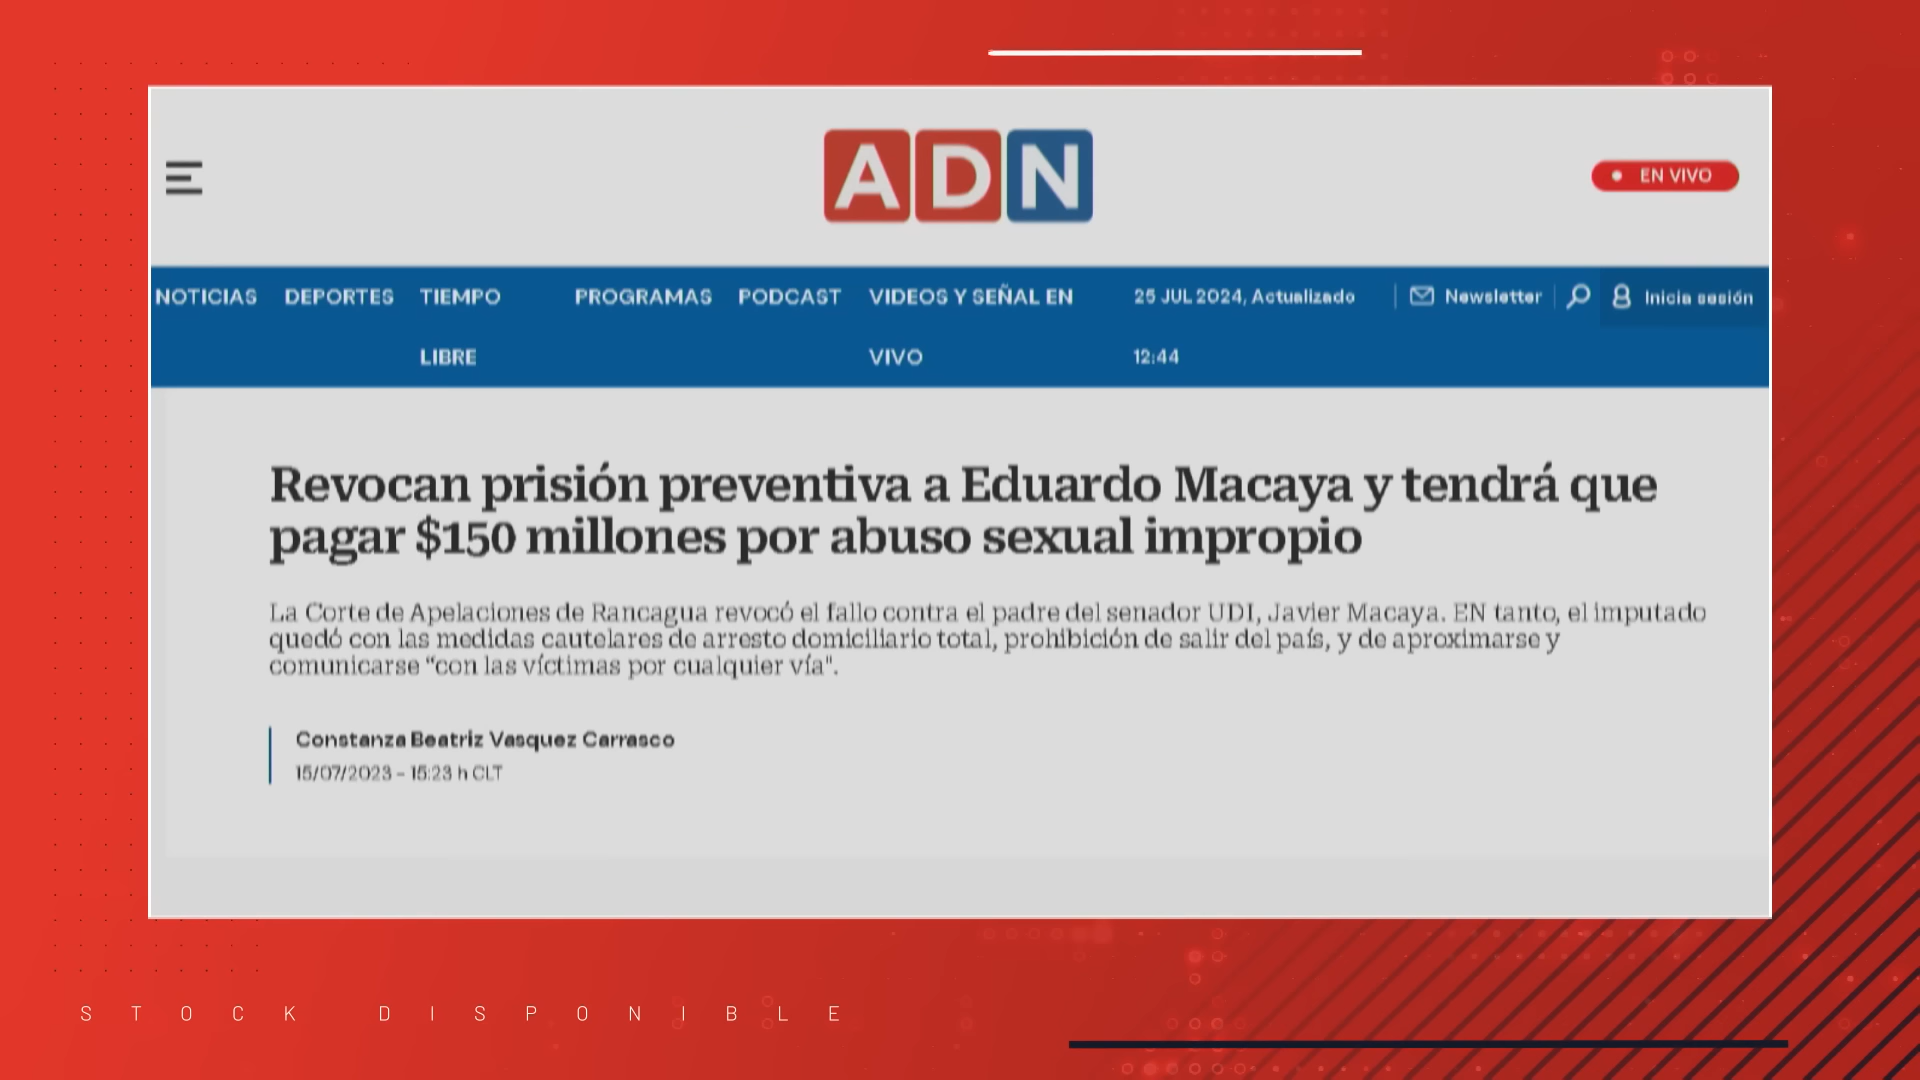 ADN
EN VIVO
NOTICIAS DEPORTES TIEMPO LIBRE PROGRAMAS PODCAST VIDEOS Y SEÑAL EN VIVO 25 JUL 2024, Actualizado 12:44 Newsletter Inicia sesión
Revocan prisión preventiva a Eduardo Macaya y tendrá que
pagar $150 millones por abuso sexual impropio
La Corte de Apelaciones de Rancagua revocó el fallo contra el padre del senador UDI, Javier Macaya. EN tanto, el imputado
quedó con las medidas cautelares de arresto domiciliario total, prohibición de salir del país, y de aproximarse y
comunicarse “con las víctimas por cualquier vía".
Constanza Beatriz Vasquez Carrasco
15/07/2023 - 15:23 h CLT
STOCK DISPONIBLE